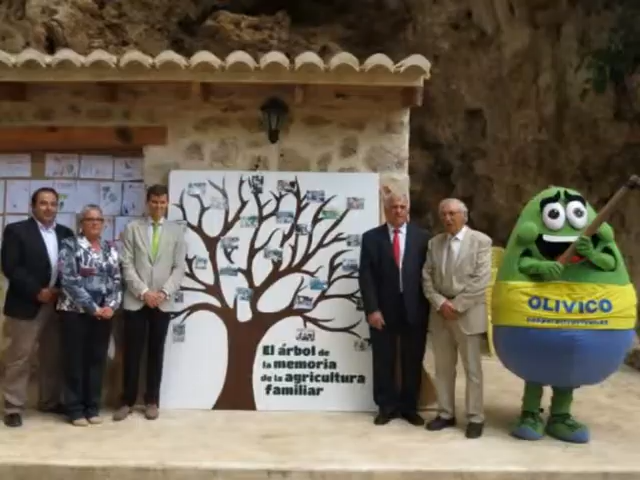 El árbol de
la memoria
de la agricultura
familiar
OLIVICO